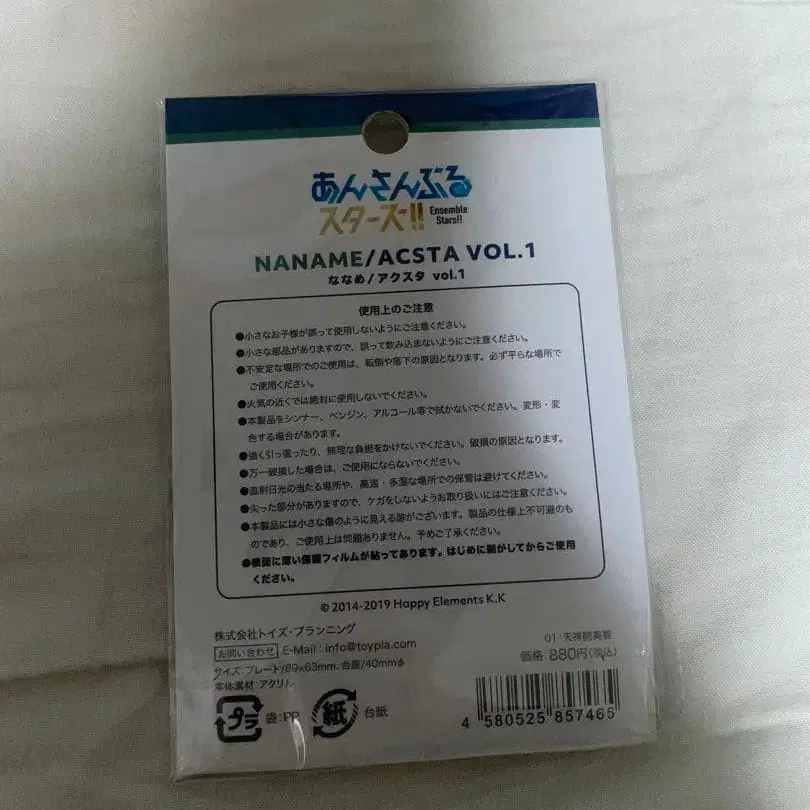 あんさんぶる
スターズ!!
Ensemble
Stars!!
NANAME/ACSTA VOL.1
ななめ/アクスタ vol.1
使用上のご注意
●小さなお子様が誤って使用しないようにご注意ください。
●小さな部品がありますので、誤って飲み込まないようにご注意ください。
●不安定な場所でのご使用は、転倒や落下の原因となります。必ず平らな場所で
ご使用ください。
●火気の近くでは絶対に使用しないでください。
●本製品をシンナー、ベンジン、アルコール等で拭かないでください。変形・変
色する場合があります。
●強く引っ張ったり、無理な負担をかけないでください。破損の原因となります。
●万一破損した場合は、ご使用にならないでください。
●直射日光の当たる場所や、高温・多湿な場所での保管は避けてください。
●尖った部分がありますので、ケガをしないようお取り扱いにはご注意ください。
●本製品には小さな傷のように見える跡がございます。製品の仕様上不可避のも
のであり、ご使用上は問題ありません。予めご了承ください。
●表面に薄い保護フィルムが貼ってあります。はじめに剥がしてからご使用
ください。
© 2014-2019 Happy Elements K.K
株式会社トイズ・プランニング
お問い合わせ E-Mail : info@toypla.com
サイズ:プレート/89×63mm、台座/40mmφ
本体素材:アクリル
01:天祥院英智
価格:880円(税込)
プラ 袋:PP 紙 台紙
4 580525 857465